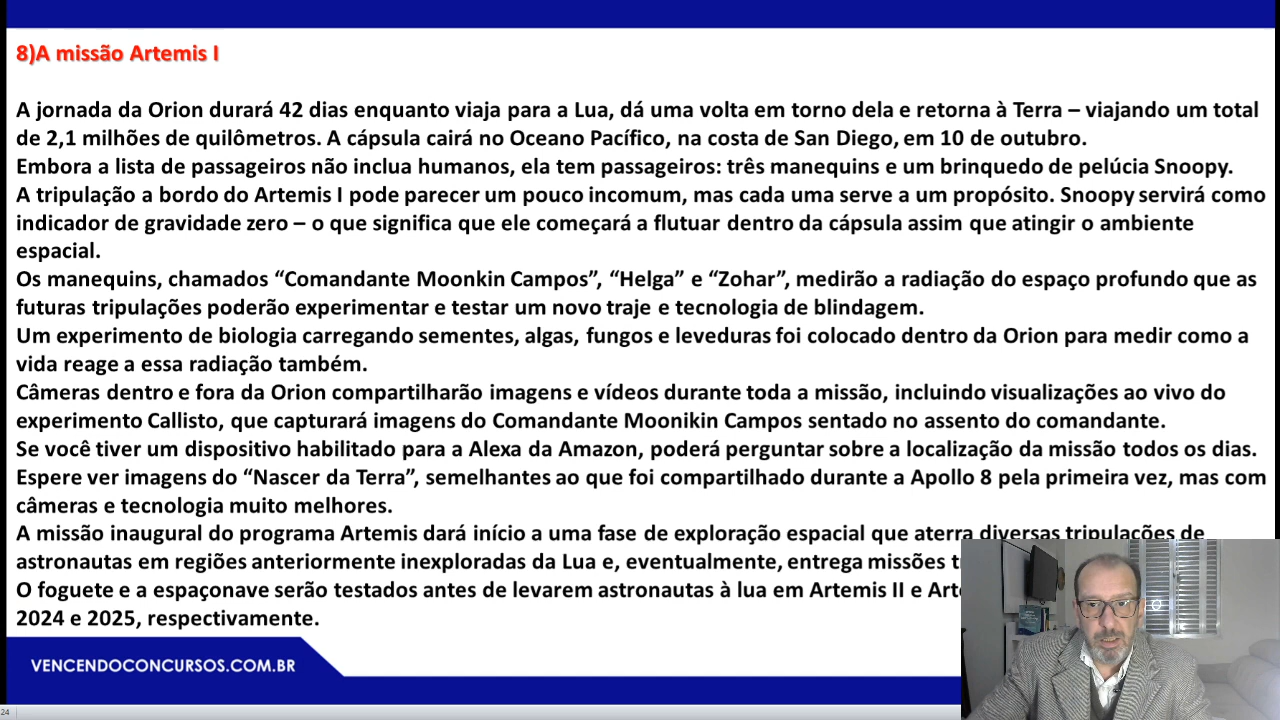 8)A missão Artemis I
A jornada da Orion durará 42 dias enquanto viaja para a Lua, dá uma volta em torno dela e retorna à Terra – viajando um total
de 2,1 milhões de quilômetros. A cápsula cairá no Oceano Pacífico, na costa de San Diego, em 10 de outubro.
Embora a lista de passageiros não inclua humanos, ela tem passageiros: três manequins e um brinquedo de pelúcia Snoopy.
A tripulação a bordo do Artemis I pode parecer um pouco incomum, mas cada uma serve a um propósito. Snoopy servirá como
indicador de gravidade zero – o que significa que ele começará a flutuar dentro da cápsula assim que atingir o ambiente
espacial.
Os manequins, chamados “Comandante Moonkin Campos”, “Helga” e “Zohar”, medirão a radiação do espaço profundo que as
futuras tripulações poderão experimentar e testar um novo traje e tecnologia de blindagem.
Um experimento de biologia carregando sementes, algas, fungos e leveduras foi colocado dentro da Orion para medir como a
vida reage a essa radiação também.
Câmeras dentro e fora da Orion compartilharão imagens e vídeos durante toda a missão, incluindo visualizações ao vivo do
experimento Callisto, que capturará imagens do Comandante Moonikin Campos sentado no assento do comandante.
Se você tiver um dispositivo habilitado para a Alexa da Amazon, poderá perguntar sobre a localização da missão todos os dias.
Espere ver imagens do “Nascer da Terra”, semelhantes ao que foi compartilhado durante a Apollo 8 pela primeira vez, mas com
câmeras e tecnologia muito melhores.
A missão inaugural do programa Artemis dará início a uma fase de exploração espacial que aterra diversas tripulações de
astronautas em regiões anteriormente inexploradas da Lua e, eventualmente, entrega missões
O foguete e a espaçonave serão testados antes de levarem astronautas à lua em Artemis II e
2024 e 2025, respectivamente.
VENCENDOCONCURSOS.COM.BR
24